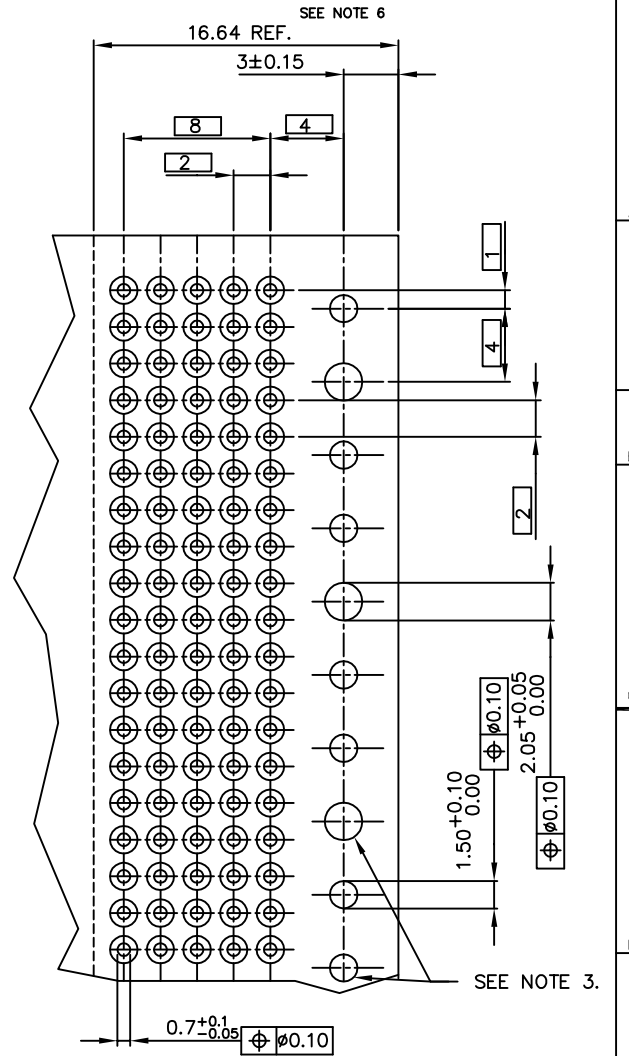 SEE NOTE 6
16.64 REF.
3±0.15
8
4
2
1
4
2
1.50 +0.10 0.00
⌖ ø0.10
2.05 +0.05 0.00
⌖ ø0.10
SEE NOTE 3.
0.7 +0.1 -0.05 ⌖ ø0.10